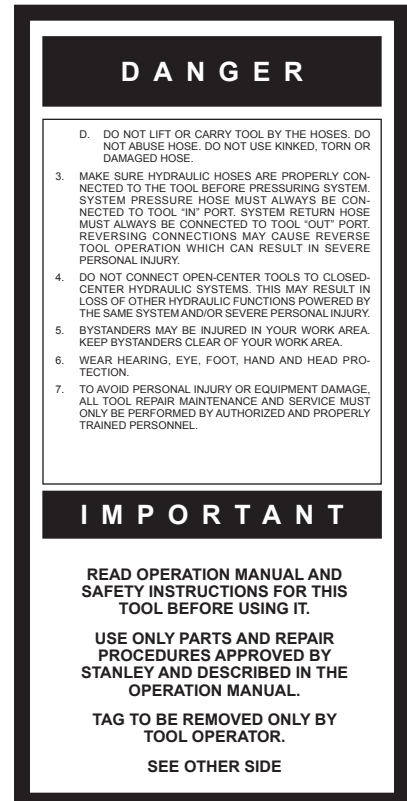 DANGER
D. DO NOT LIFT OR CARRY TOOL BY THE HOSES. DO
NOT ABUSE HOSE. DO NOT USE KINKED, TORN OR
DAMAGED HOSE.
3. MAKE SURE HYDRAULIC HOSES ARE PROPERLY CON-
NECTED TO THE TOOL BEFORE PRESSURING SYSTEM.
SYSTEM PRESSURE HOSE MUST ALWAYS BE CON-
NECTED TO TOOL “IN” PORT. SYSTEM RETURN HOSE
MUST ALWAYS BE CONNECTED TO TOOL “OUT” PORT.
REVERSING CONNECTIONS MAY CAUSE REVERSE
TOOL OPERATION WHICH CAN RESULT IN SEVERE
PERSONAL INJURY.
4. DO NOT CONNECT OPEN-CENTER TOOLS TO CLOSED-
CENTER HYDRAULIC SYSTEMS. THIS MAY RESULT IN
LOSS OF OTHER HYDRAULIC FUNCTIONS POWERED BY
THE SAME SYSTEM AND/OR SEVERE PERSONAL INJURY.
5. BYSTANDERS MAY BE INJURED IN YOUR WORK AREA.
KEEP BYSTANDERS CLEAR OF YOUR WORK AREA.
6. WEAR HEARING, EYE, FOOT, HAND AND HEAD PRO-
TECTION.
7. TO AVOID PERSONAL INJURY OR EQUIPMENT DAMAGE,
ALL TOOL REPAIR MAINTENANCE AND SERVICE MUST
ONLY BE PERFORMED BY AUTHORIZED AND PROPERLY
TRAINED PERSONNEL.
IMPORTANT
READ OPERATION MANUAL AND
SAFETY INSTRUCTIONS FOR THIS
TOOL BEFORE USING IT.
USE ONLY PARTS AND REPAIR
PROCEDURES APPROVED BY
STANLEY AND DESCRIBED IN THE
OPERATION MANUAL.
TAG TO BE REMOVED ONLY BY
TOOL OPERATOR.
SEE OTHER SIDE